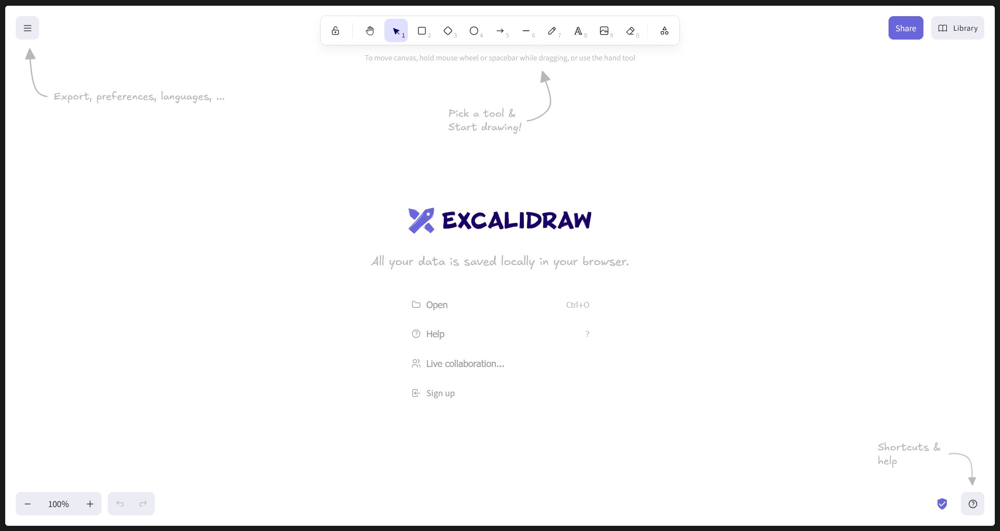 1
2
3
4
5
6
7
8
9
0
Share
Library
To move canvas, hold mouse wheel or spacebar while dragging, or use the hand tool
Export, preferences, languages, ...
Pick a tool &
Start drawing!
EXCALIDRAW
All your data is saved locally in your browser.
Open Ctrl+O
Help ?
Live collaboration...
Sign up
Shortcuts &
help
100%